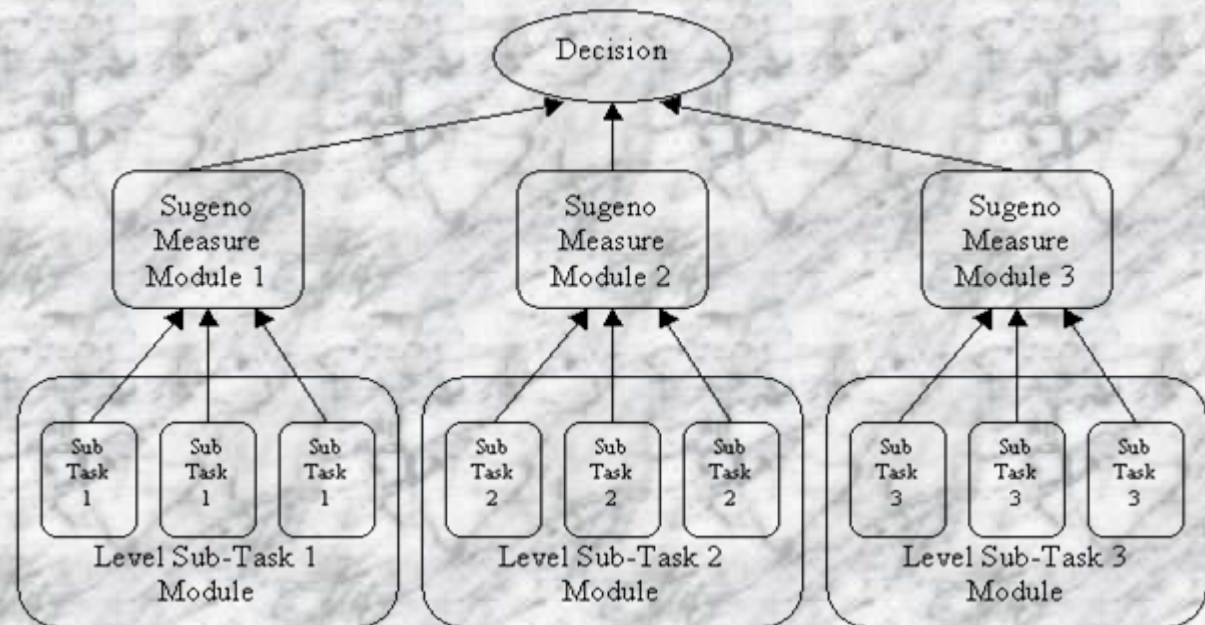 Decision
Sugeno
Measure
Module 1
Sugeno
Measure
Module 2
Sugeno
Measure
Module 3
Sub
Task
1
Sub
Task
1
Sub
Task
1
Level Sub-Task 1
Module
Sub
Task
2
Sub
Task
2
Sub
Task
2
Level Sub-Task 2
Module
Sub
Task
3
Sub
Task
3
Sub
Task
3
Level Sub-Task 3
Module